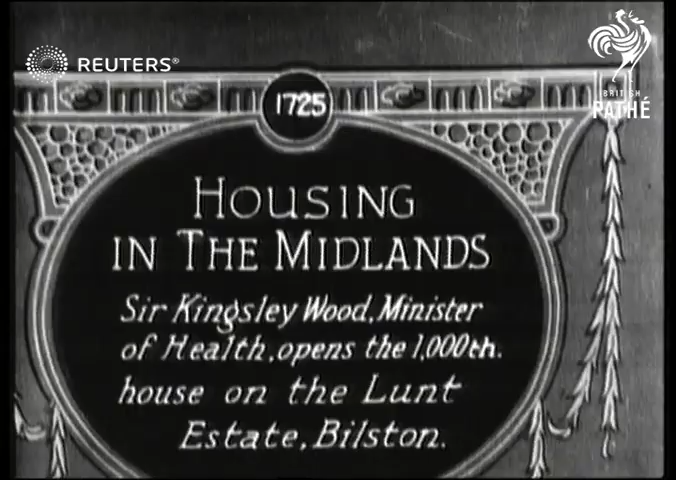 REUTERS®
BRITISH
PATHÉ
1725
HOUSING
IN THE MIDLANDS
Sir Kingsley Wood, Minister
of Health, opens the 1,000th.
house on the Lunt
Estate, Bilston.